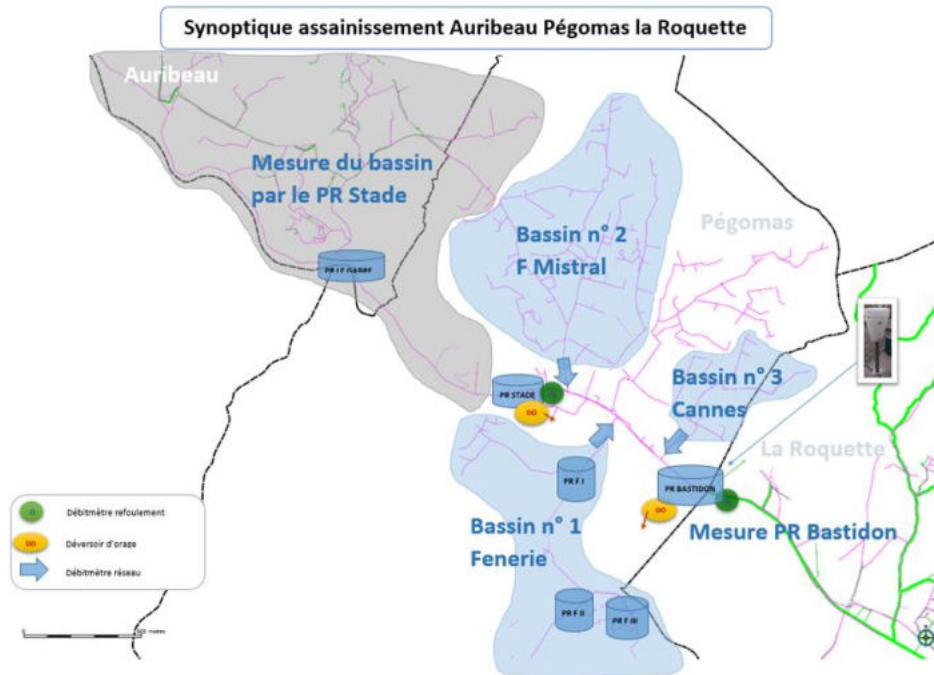 Synoptique assainissement Auribeau Pégomas la Roquette
Auribeau
Mesure du bassin
par le PR Stade
Bassin n° 2
F Mistral
Pégomas
Bassin n° 3
Cannes
PR STADE
DO
La Roquette
PR F I
PR BASTIDON
DO
Mesure PR Bastidon
Bassin n° 1
Fenerie
PR F II
PR F III
Débitmètre refoulement
DO
Déversoir d'orage
Débitmètre réseau